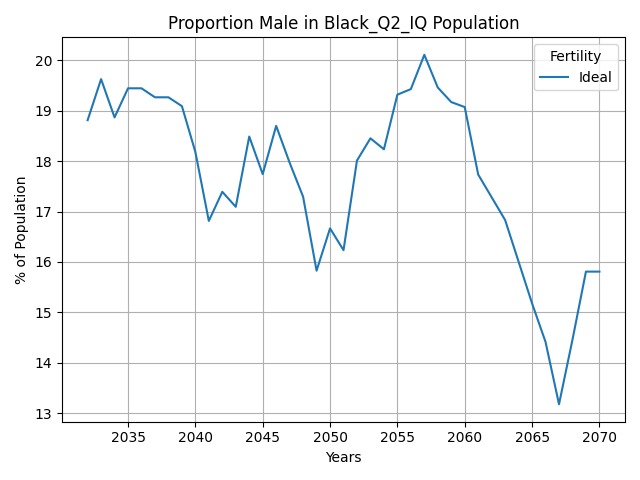 Proportion Male in Black_Q2_IQ Population
Fertility
Ideal
% of Population
20
19
18
17
16
15
14
13
2035 2040 2045 2050 2055 2060 2065 2070
Years